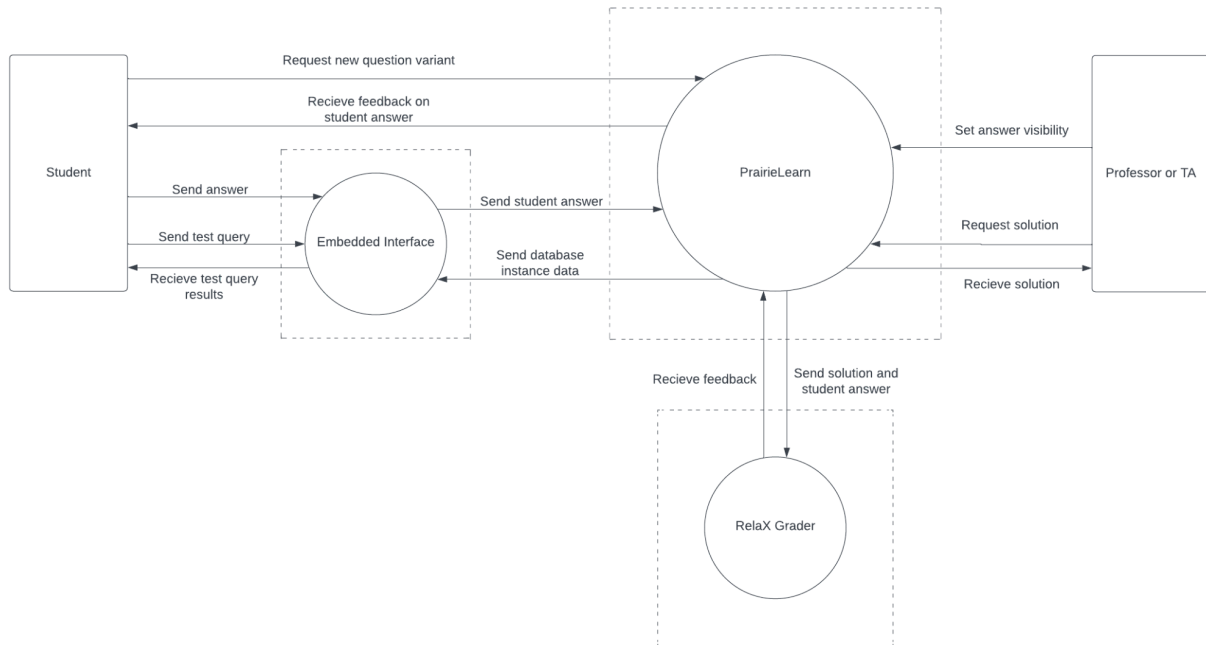 Request new question variant
Recieve feedback on
student answer
Set answer visibility
Student
PrairieLearn
Professor or TA
Send answer
Send student answer
Request solution
Send test query
Embedded Interface
Send database
instance data
Recieve test query
results
Recieve solution
Recieve feedback
Send solution and
student answer
RelaX Grader